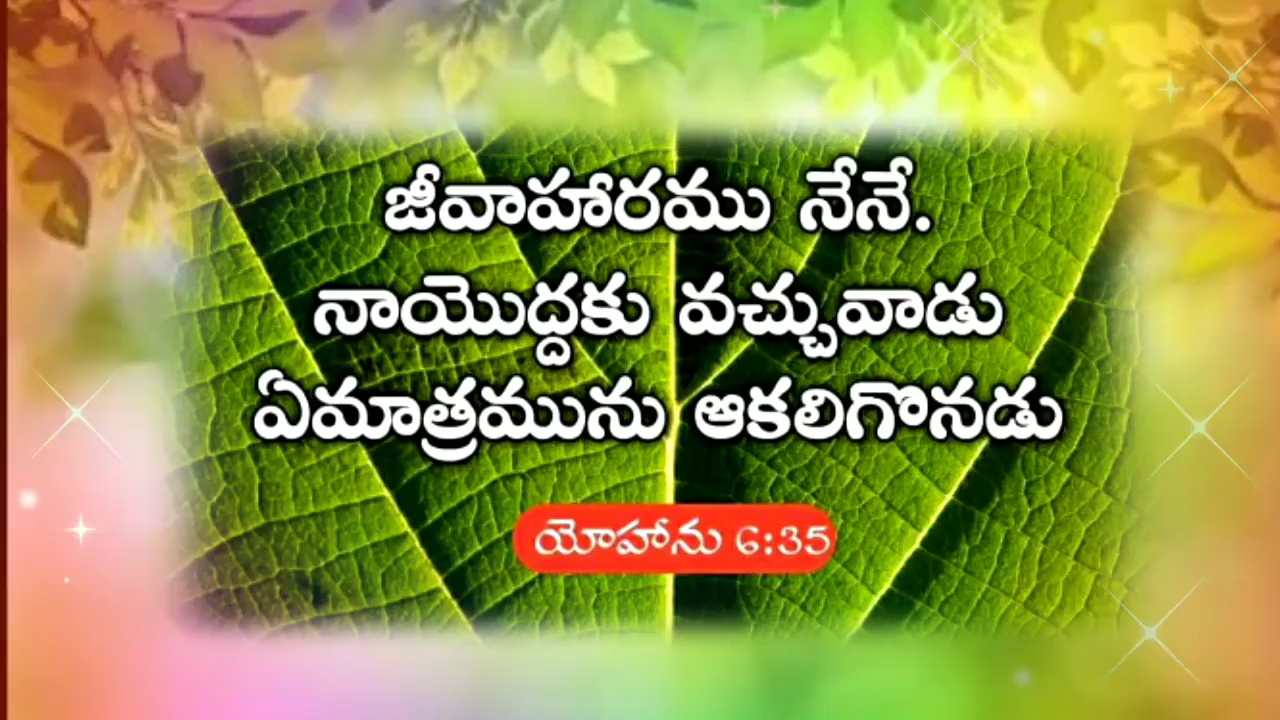 జీవాహారము నేనే.
నాయొద్దకు వచ్చువాడు
ఏమాత్రమును ఆకలిగొనడు
యోహాను 6:35